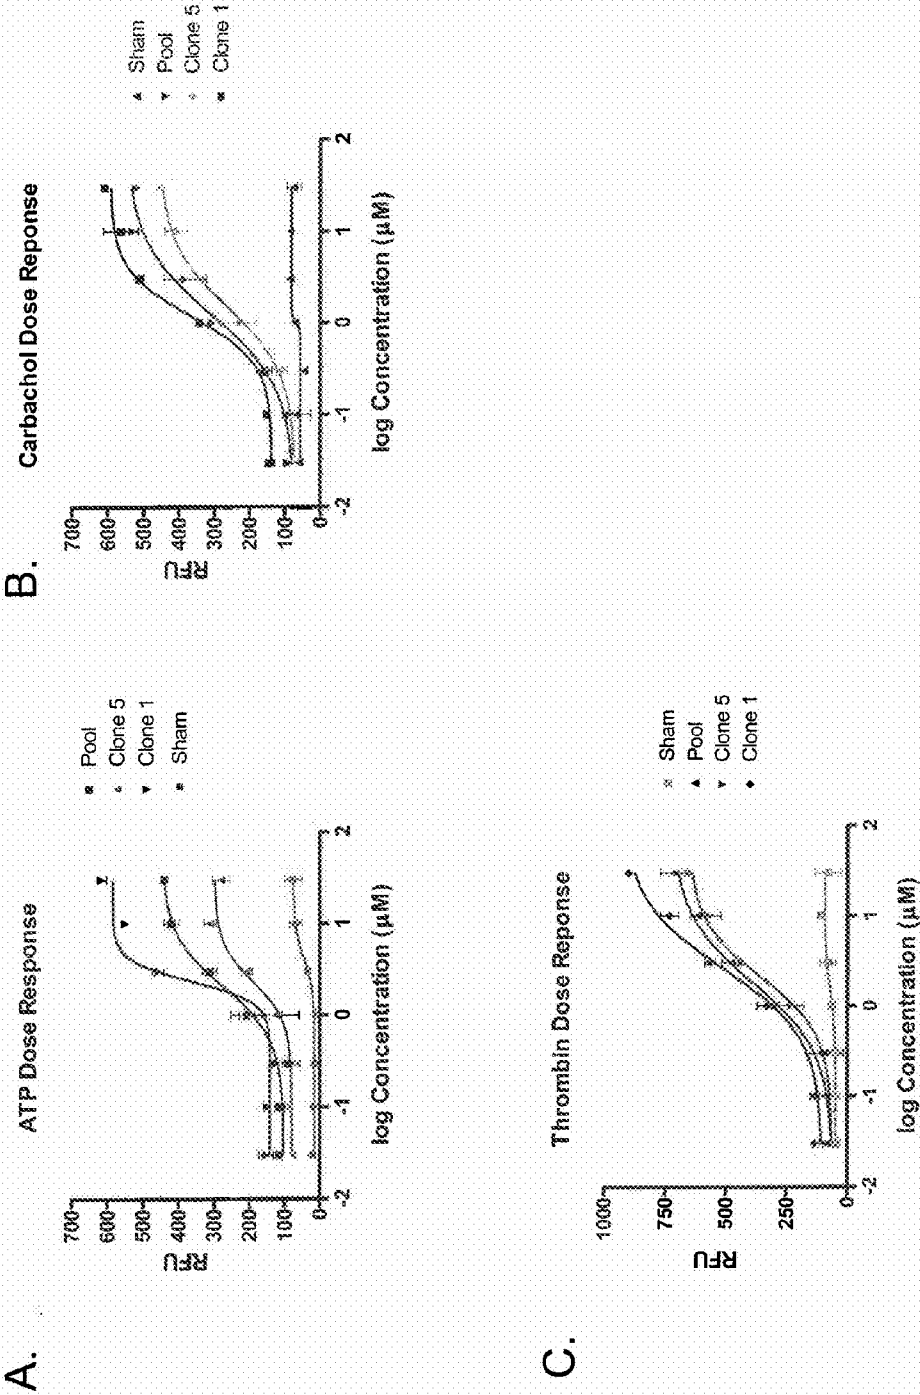 A.
ATP Dose Response
700
600
500
400
300
200
100
0
RFU
-2
-1
0
1
2
log Concentration (μM)
Pool
Clone 5
Clone 1
Sham
B.
Carbachol Dose Reponse
700
600
500
400
300
200
100
0
RFU
-2
-1
0
1
2
log Concentration (μM)
Sham
Pool
Clone 5
Clone 1
C.
Thrombin Dose Reponse
1000
750
500
250
0
RFU
-2
-1
0
1
2
log Concentration (μM)
Sham
Pool
Clone 5
Clone 1